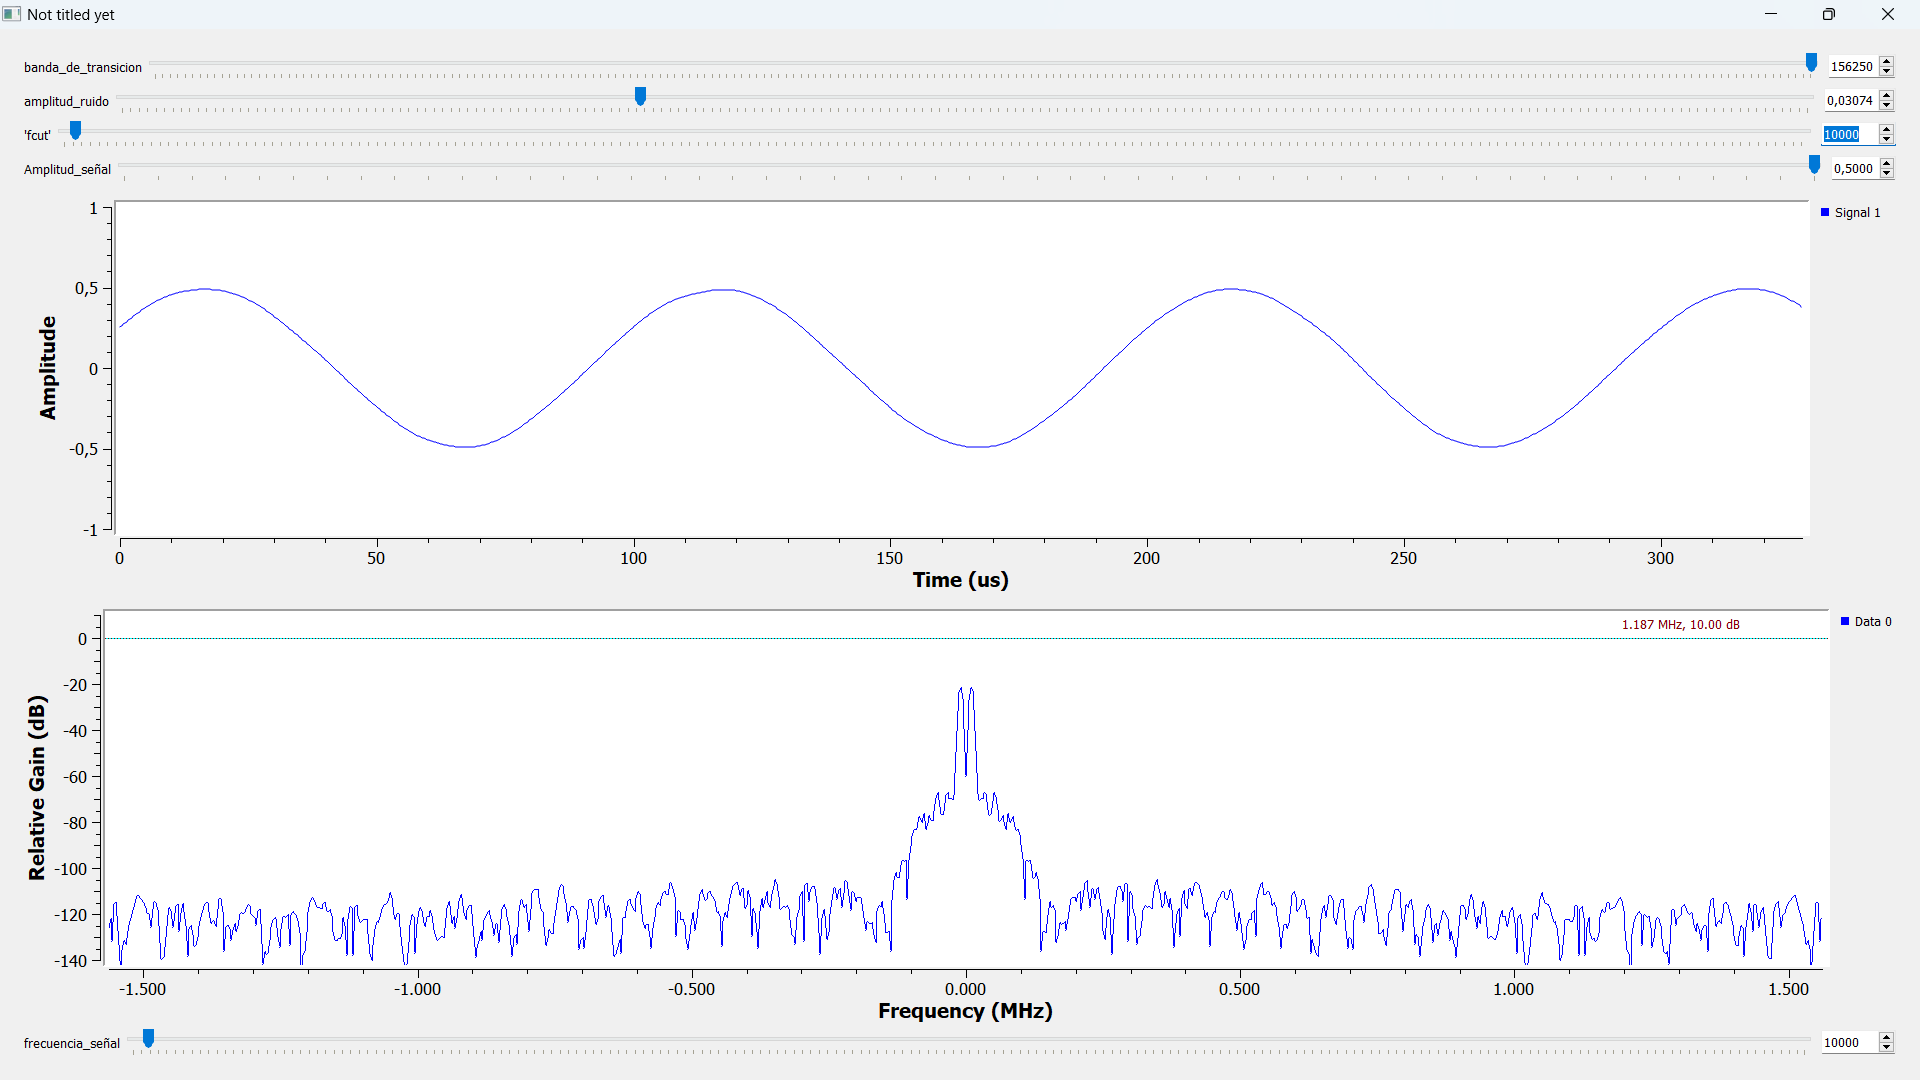 Not titled yet
banda_de_transicion 156250
amplitud_ruido 0,03074
'fcut' 10000
Amplitud_señal 0,5000
1
0,5
0
-0,5
-1
Amplitude
Signal 1
0 50 100 150 200 250 300
Time (us)
1.187 MHz, 10.00 dB
Data 0
0
-20
-40
-60
-80
-100
-120
-140
Relative Gain (dB)
-1.500 -1.000 -0.500 0.000 0.500 1.000 1.500
Frequency (MHz)
frecuencia_señal 10000